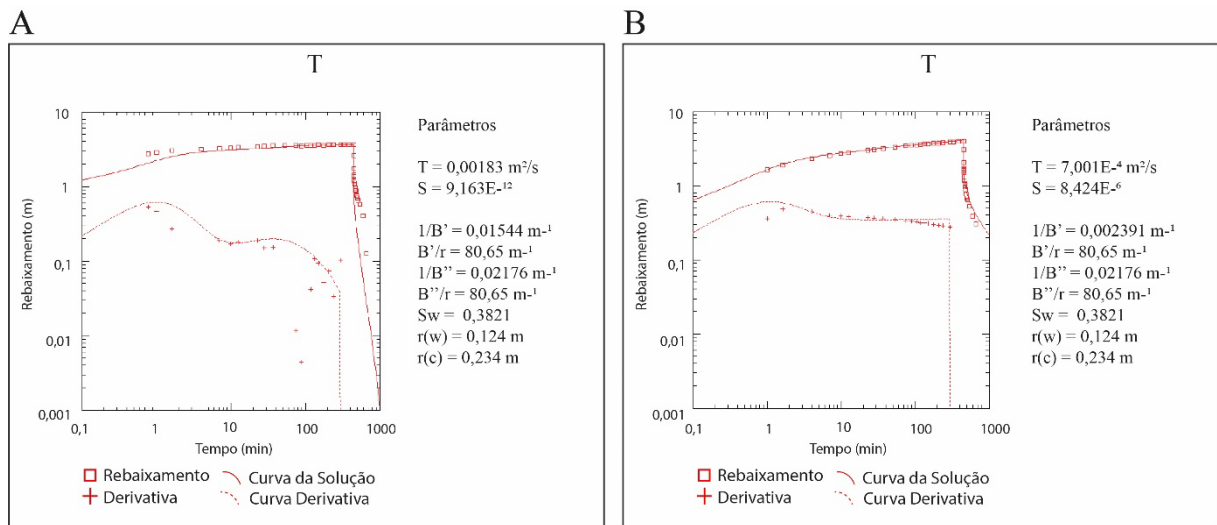 A
T
10
1
0,1
0,01
0,001
Rebaixamento (m)
0,1
1
10
100
1000
Tempo (min)
Parâmetros
T = 0,00183 m²/s
S = 9,163E-¹²
1/B’ = 0,01544 m-¹
B’/r = 80,65 m-¹
1/B’’ = 0,02176 m-¹
B’’/r = 80,65 m-¹
Sw = 0,3821
r(w) = 0,124 m
r(c) = 0,234 m
Rebaixamento
Curva da Solução
Derivativa
Curva Derivativa
B
T
10
1
0,1
0,01
0,001
Rebaixamento (m)
0,1
1
10
100
1000
Tempo (min)
Parâmetros
T = 7,001E-⁴ m²/s
S = 8,424E-⁶
1/B’ = 0,002391 m-¹
B’/r = 80,65 m-¹
1/B’’ = 0,02176 m-¹
B’’/r = 80,65 m-¹
Sw = 0,3821
r(w) = 0,124 m
r(c) = 0,234 m
Rebaixamento
Curva da Solução
Derivativa
Curva Derivativa